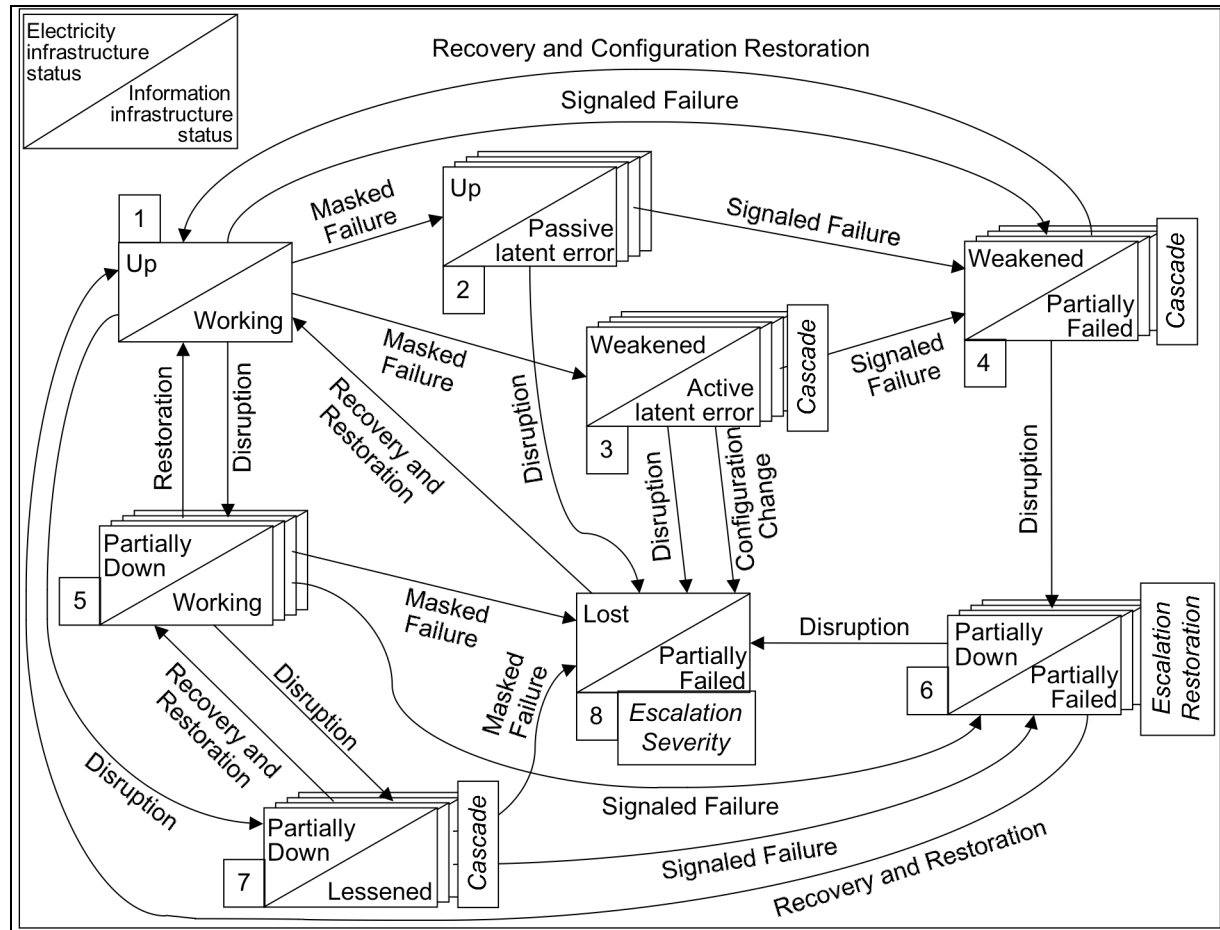 Electricity
infrastructure
status
Information
infrastructure
status
Recovery and Configuration Restoration
Signaled Failure
1
Up
Working
Masked
Failure
Up
Passive
latent error
2
Signaled Failure
Weakened
Partially
Failed
4
Cascade
Masked
Failure
Weakened
Active
latent error
3
Cascade
Signaled
Failure
Restoration
Disruption
Recovery and
Restoration
Disruption
Disruption
Configuration
Change
Disruption
Partially
Down
Working
5
Masked
Failure
Lost
Partially
Failed
8
Escalation
Severity
Disruption
Partially
Down
Partially
Failed
6
Escalation
Restoration
Recovery and
Restoration
Disruption
Masked
Failure
Disruption
Signaled Failure
Partially
Down
Lessened
7
Cascade
Signaled Failure
Recovery and Restoration